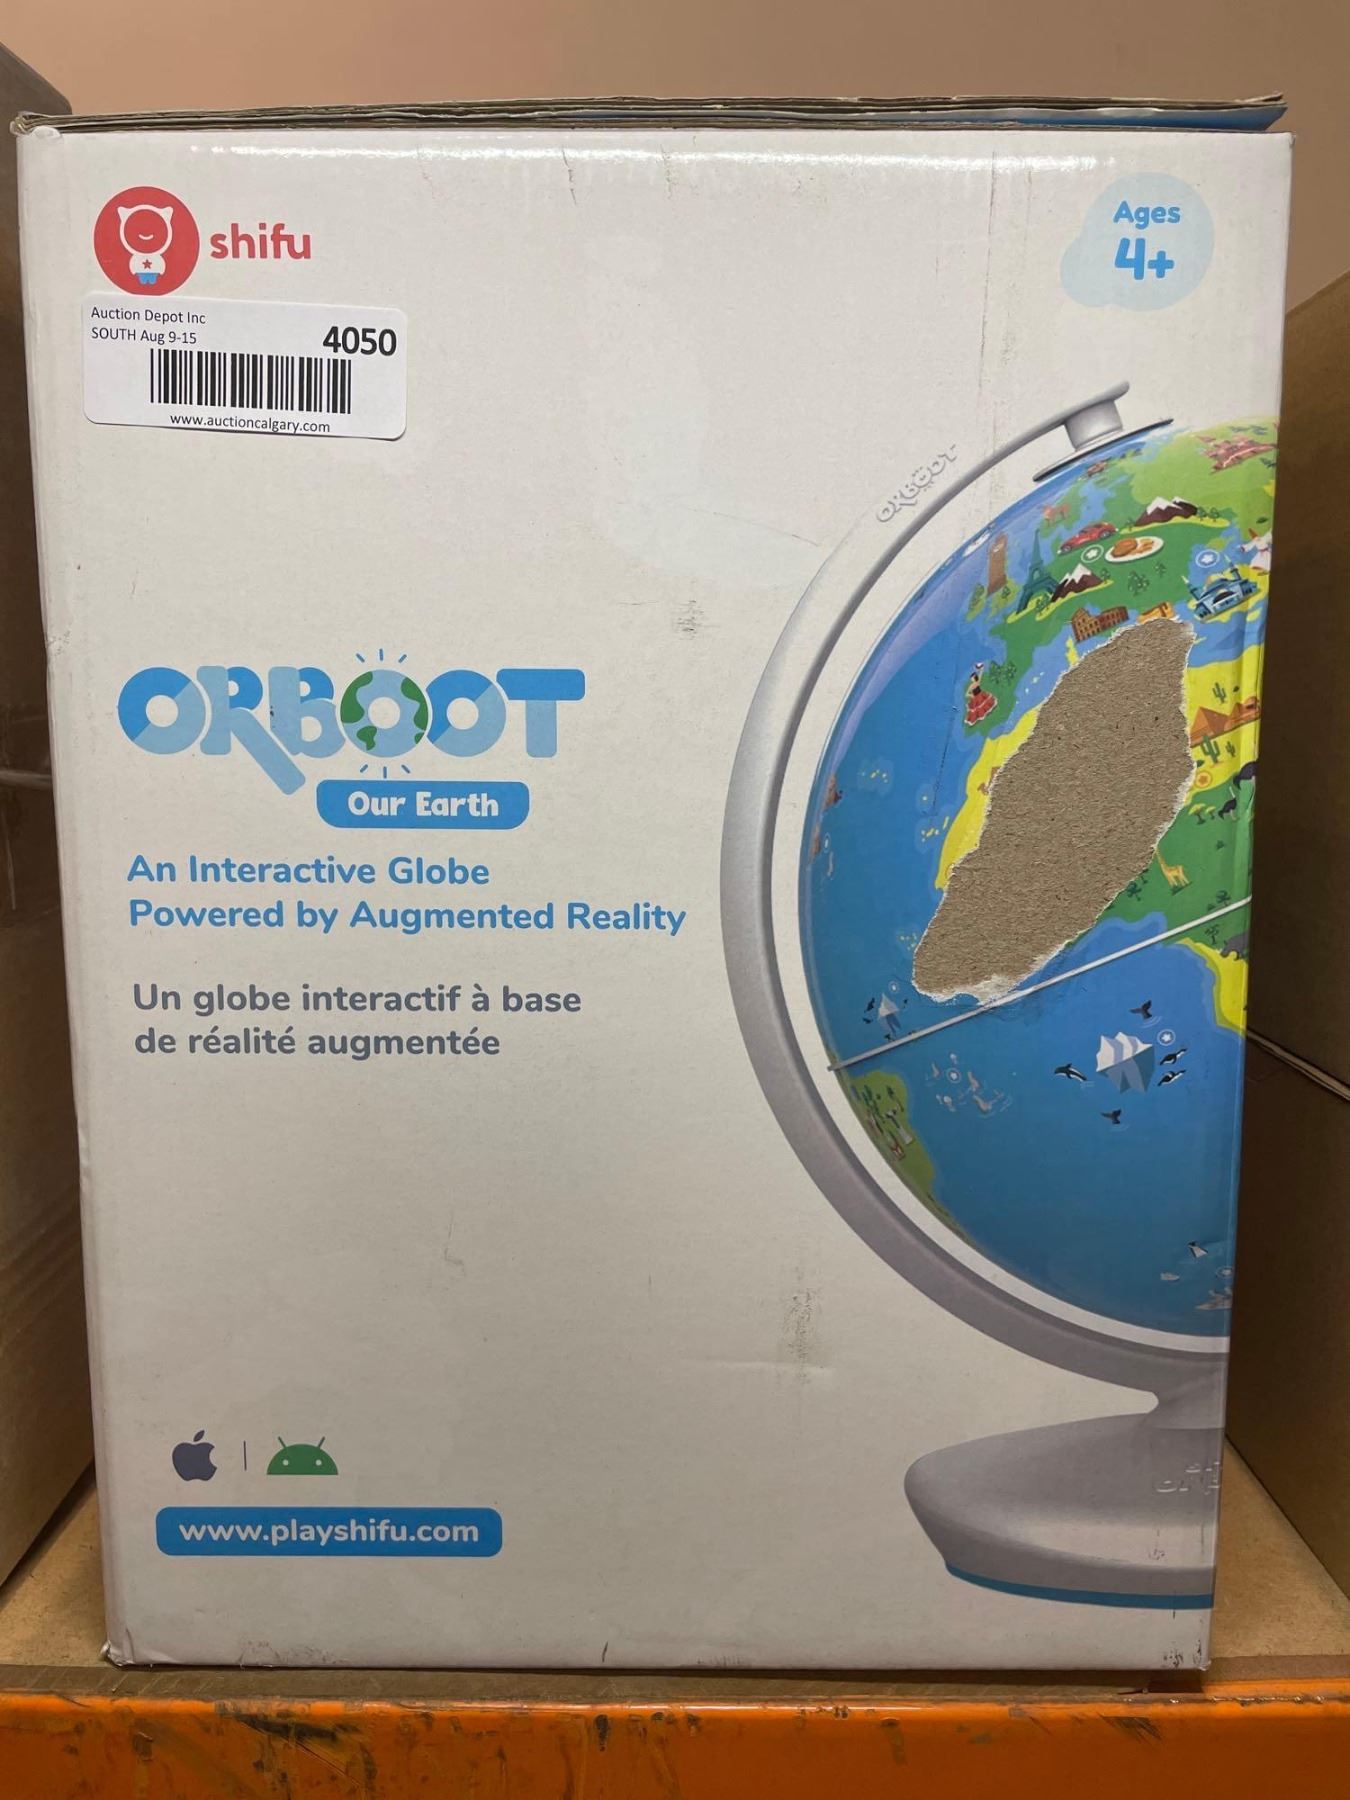 shifu
Ages
4+
Auction Depot Inc
SOUTH Aug 9-15
4050
www.auctioncalgary.com
ORBOOT
ORBOOT
Our Earth
An Interactive Globe
Powered by Augmented Reality
Un globe interactif à base
de réalité augmentée
www.playshifu.com